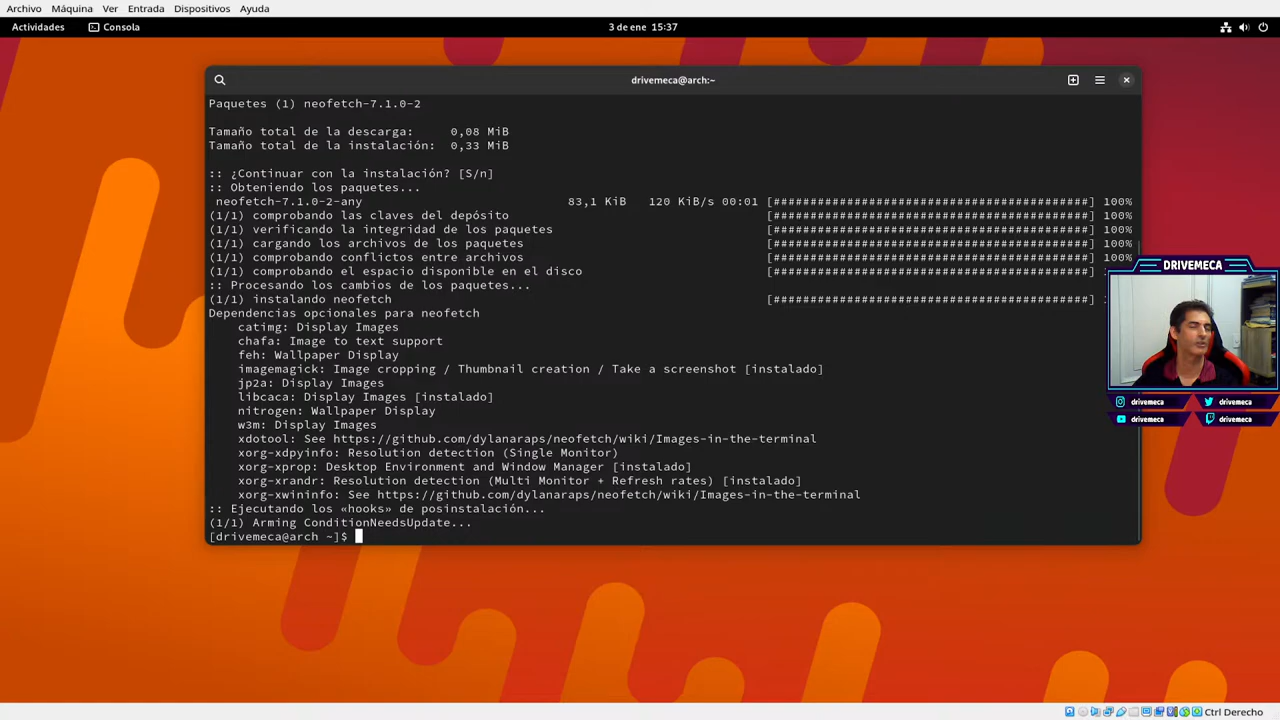 Archivo Máquina Ver Entrada Dispositivos Ayuda
Actividades Consola 3 de ene 15:37
drivemeca@arch:~
Paquetes (1) neofetch-7.1.0-2
Tamaño total de la descarga: 0,08 MiB
Tamaño total de la instalación: 0,33 MiB
:: ¿Continuar con la instalación? [S/n]
:: Obteniendo los paquetes...
neofetch-7.1.0-2-any 83,1 KiB 120 KiB/s 00:01 [###########################################] 100%
(1/1) comprobando las claves del depósito [###########################################] 100%
(1/1) verificando la integridad de los paquetes [###########################################] 100%
(1/1) cargando los archivos de los paquetes [###########################################] 100%
(1/1) comprobando conflictos entre archivos [###########################################] 100%
(1/1) comprobando el espacio disponible en el disco [###########################################]
:: Procesando los cambios de los paquetes...
(1/1) instalando neofetch [###########################################]
Dependencias opcionales para neofetch
catimg: Display Images
chafa: Image to text support
feh: Wallpaper Display
imagemagick: Image cropping / Thumbnail creation / Take a screenshot [instalado]
jp2a: Display Images
libcaca: Display Images [instalado]
nitrogen: Wallpaper Display
w3m: Display Images
xdotool: See https://github.com/dylanaraps/neofetch/wiki/Images-in-the-terminal
xorg-xdpyinfo: Resolution detection (Single Monitor)
xorg-xprop: Desktop Environment and Window Manager [instalado]
xorg-xrandr: Resolution detection (Multi Monitor + Refresh rates) [instalado]
xorg-xwininfo: See https://github.com/dylanaraps/neofetch/wiki/Images-in-the-terminal
:: Ejecutando los «hooks» de posinstalación...
(1/1) Arming ConditionNeedsUpdate...
[drivemeca@arch ~]$
DRIVEMECA
drivemeca drivemeca
drivemeca drivemeca
Ctrl Derecho